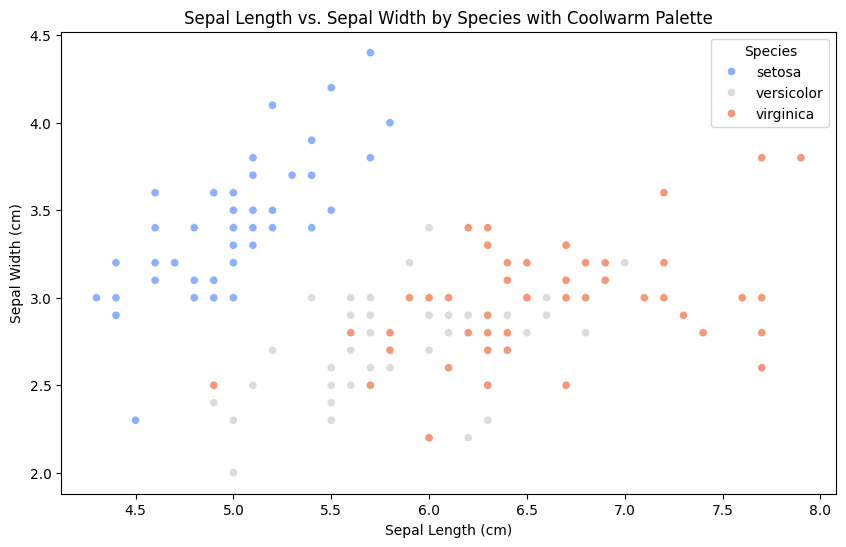 Sepal Length vs. Sepal Width by Species with Coolwarm Palette
4.5
4.0
3.5
3.0
2.5
2.0
Sepal Width (cm)
Species
setosa
versicolor
virginica
4.5 5.0 5.5 6.0 6.5 7.0 7.5 8.0
Sepal Length (cm)